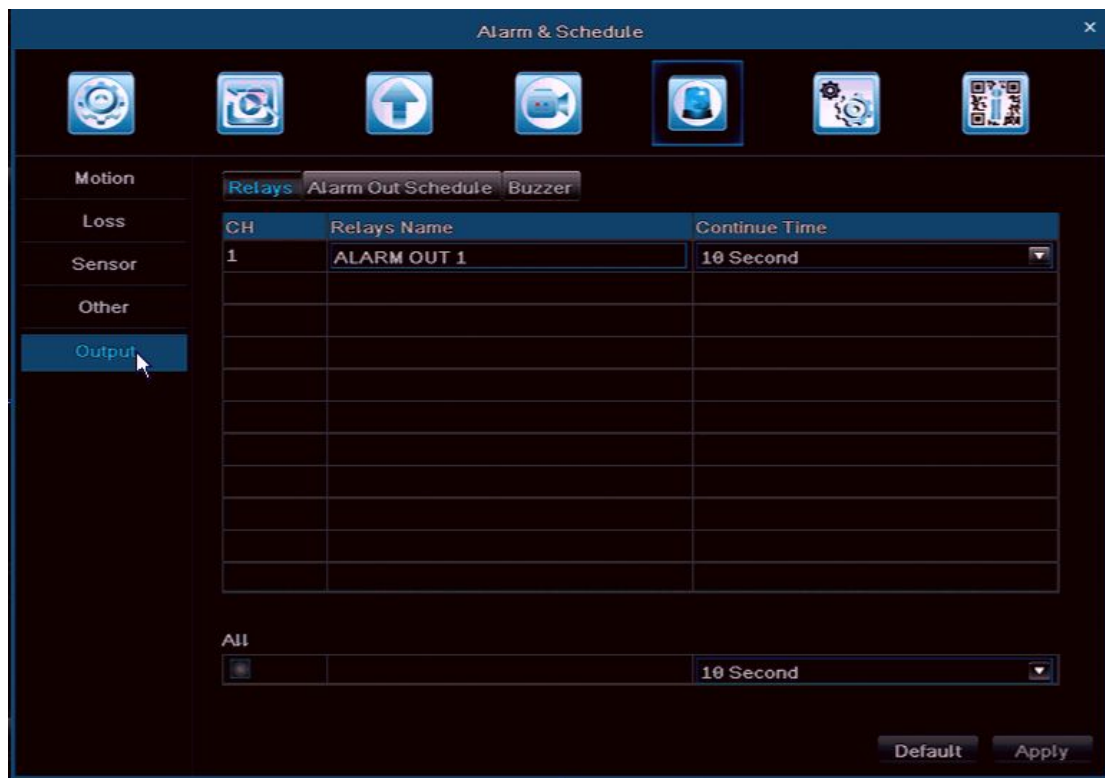 Alarm & Schedule
Motion
Loss
Sensor
Other
Output
Relays Alarm Out Schedule Buzzer
CH Relays Name Continue Time
1 ALARM OUT 1 10 Second
All
10 Second
Default Apply